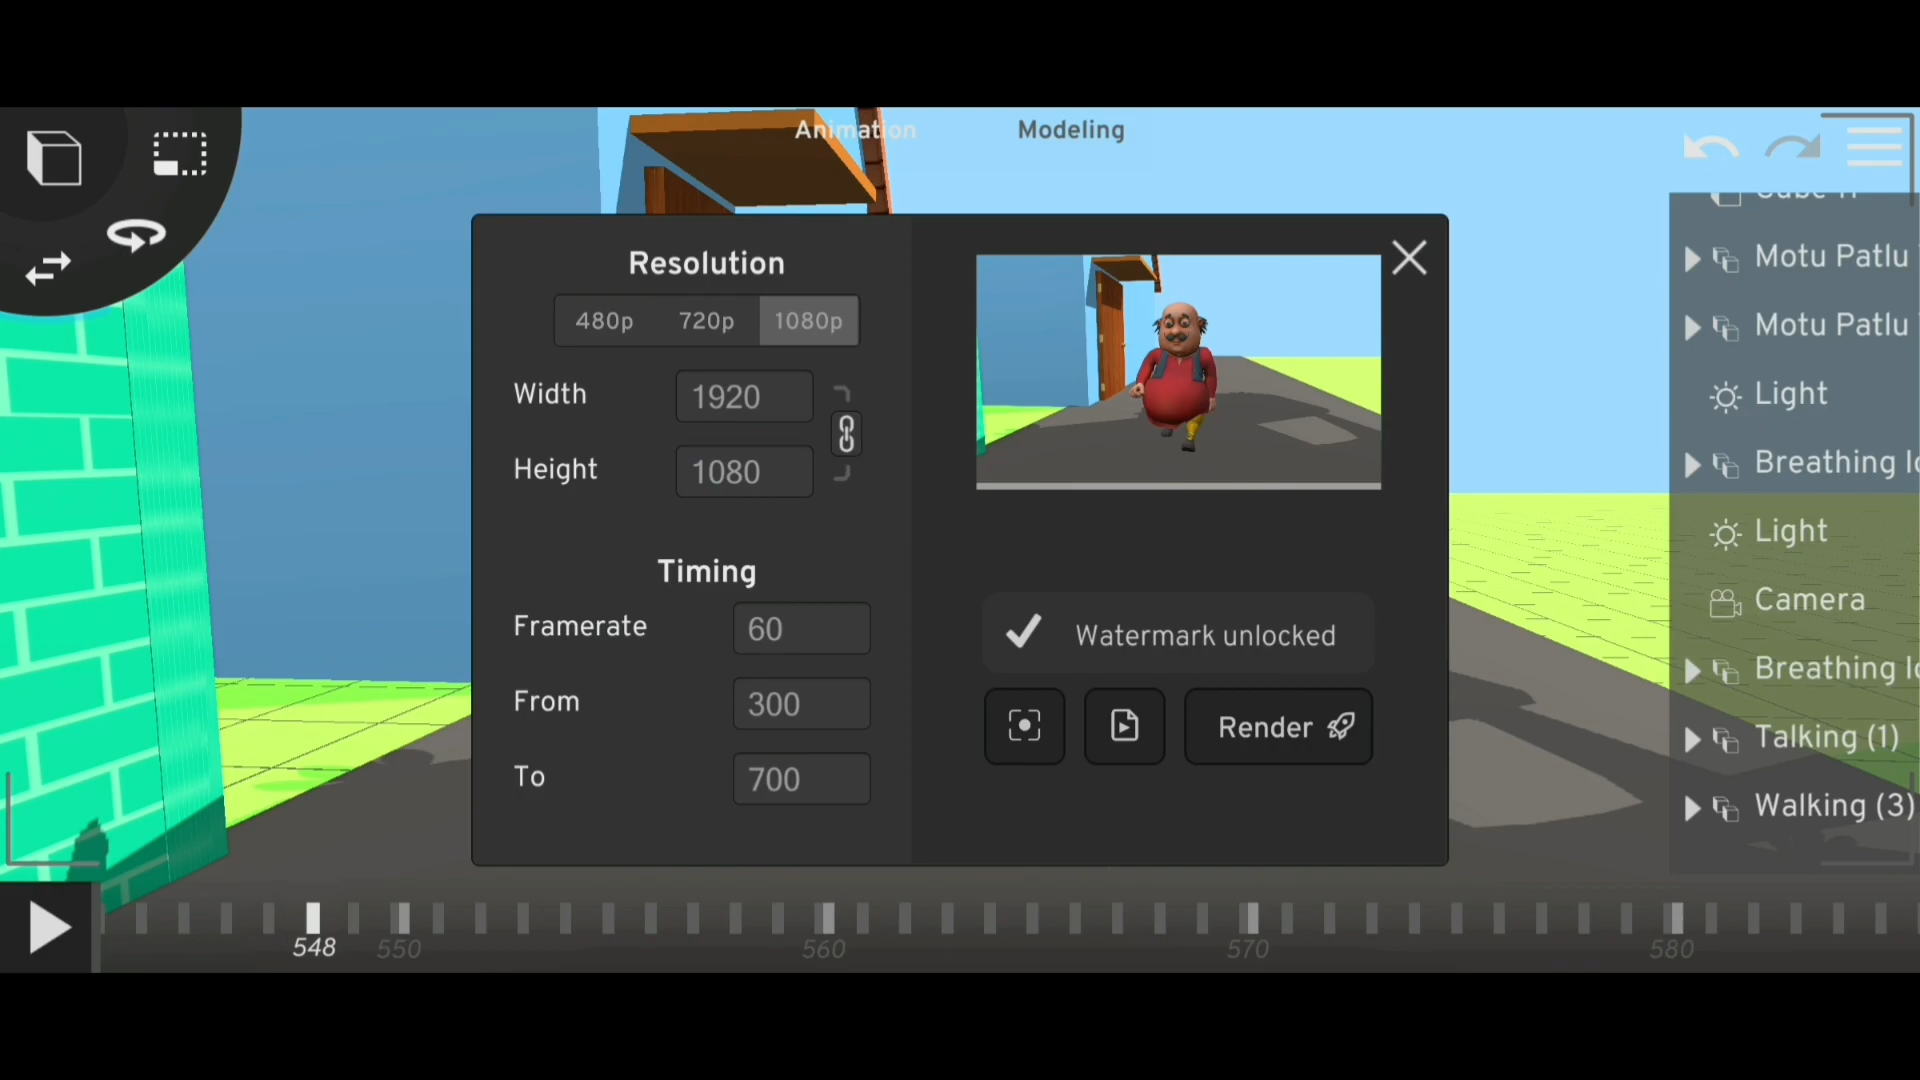 Animation
Modeling
Resolution
480p 720p 1080p
Width 1920
Height 1080
Timing
Framerate 60
From 300
To 700
Watermark unlocked
Render
Motu Patlu
Motu Patlu
Light
Breathing
Light
Camera
Breathing
Talking (1)
Walking (3)
548 550 560 570 580